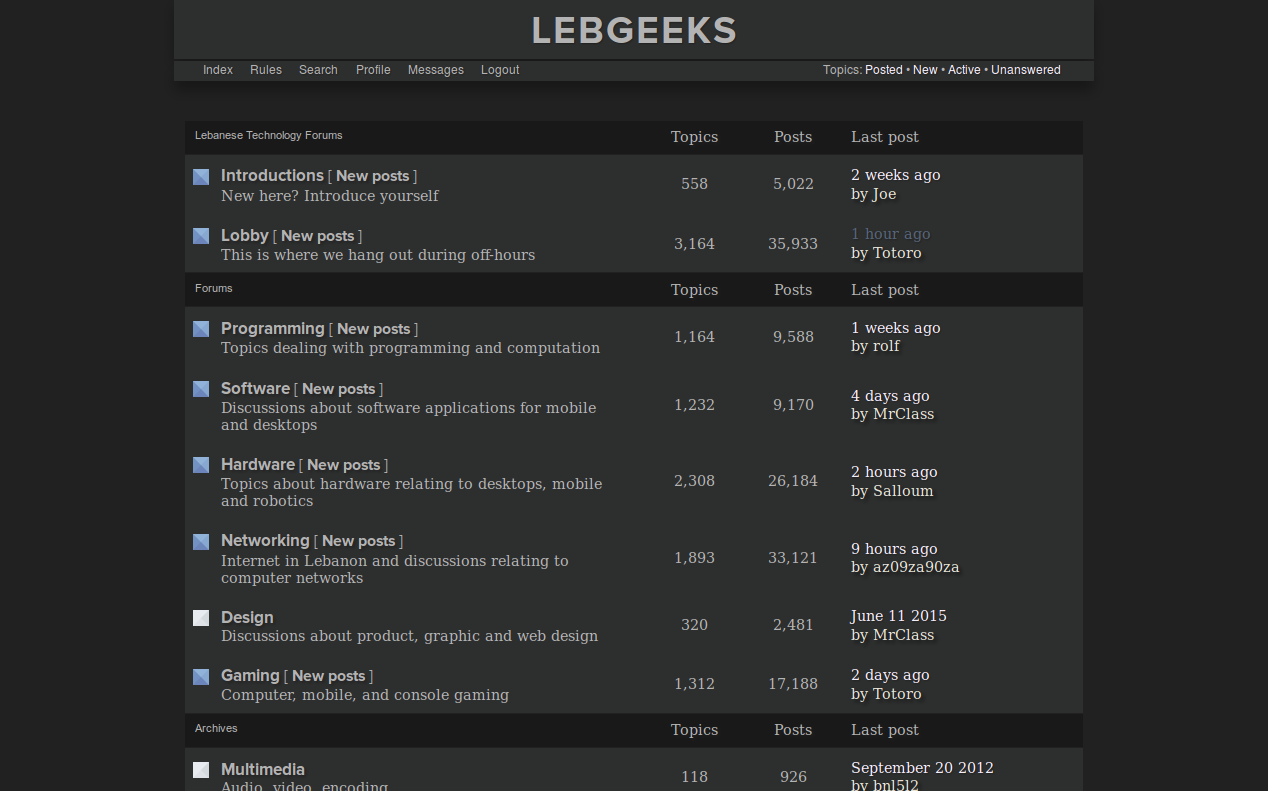 LEBGEEKS
Index Rules Search Profile Messages Logout Topics: Posted • New • Active • Unanswered
Lebanese Technology Forums Topics Posts Last post
Introductions [ New posts ] 558 5,022 2 weeks ago
New here? Introduce yourself by Joe
Lobby [ New posts ] 3,164 35,933 1 hour ago
This is where we hang out during off-hours by Totoro
Forums Topics Posts Last post
Programming [ New posts ] 1,164 9,588 1 weeks ago
Topics dealing with programming and computation by rolf
Software [ New posts ] 1,232 9,170 4 days ago
Discussions about software applications for mobile by MrClass
and desktops
Hardware [ New posts ] 2,308 26,184 2 hours ago
Topics about hardware relating to desktops, mobile by Salloum
and robotics
Networking [ New posts ] 1,893 33,121 9 hours ago
Internet in Lebanon and discussions relating to by az09za90za
computer networks
Design 320 2,481 June 11 2015
Discussions about product, graphic and web design by MrClass
Gaming [ New posts ] 1,312 17,188 2 days ago
Computer, mobile, and console gaming by Totoro
Archives Topics Posts Last post
Multimedia 118 926 September 20 2012
Audio, video, encoding by bnl5l2